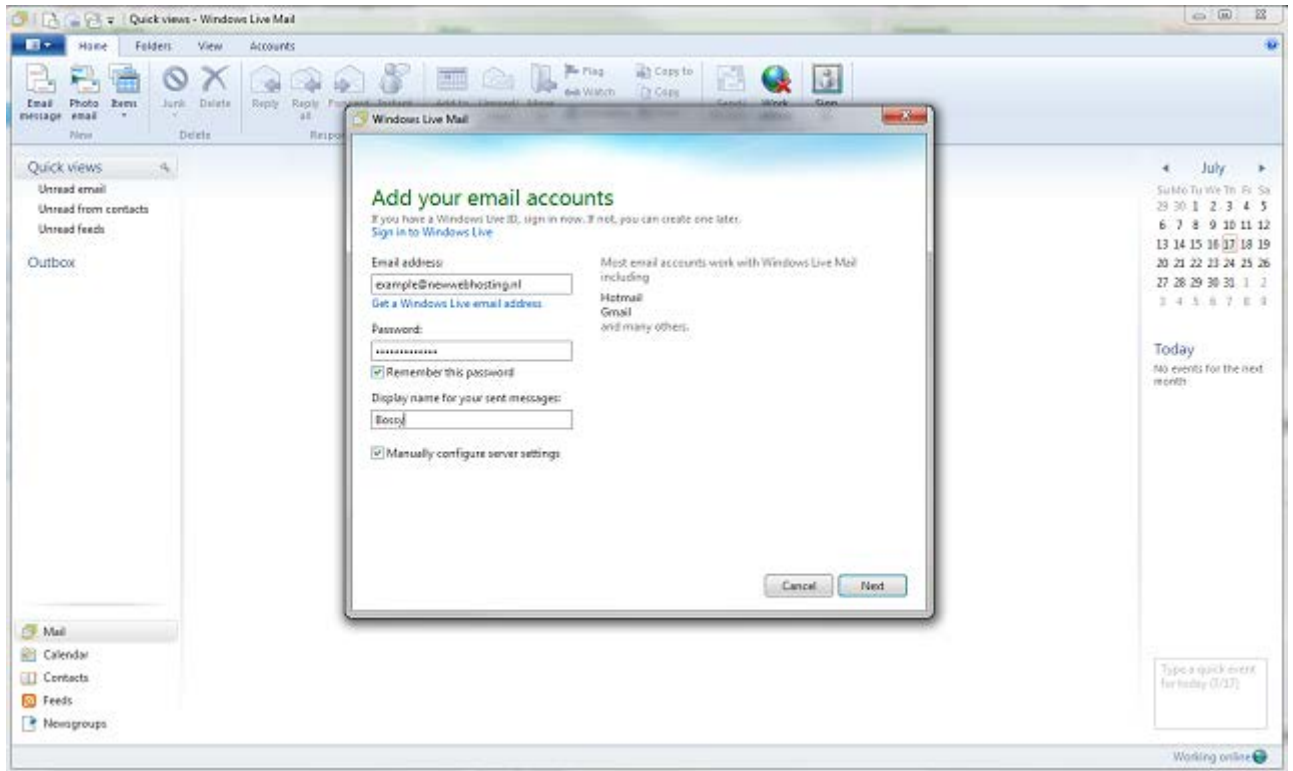 Quick views - Windows Live Mail
Home Folders View Accounts
Email message
Photo email
Items
New
Junk
Delete
Delete
Reply
Reply all
Flag
Watch
Copy to
Copy
Windows Live Mail
Add your email accounts
If you have a Windows Live ID, sign in now. If not, you can create one later.
Sign in to Windows Live
Email address:
example@newwebhosting.nl
Get a Windows Live email address
Password:
Remember this password
Display name for your sent messages:
Bossy
Manually configure server settings
Most email accounts work with Windows Live Mail
including
Hotmail
Gmail
and many others.
Cancel Next
Quick views
Unread email
Unread from contacts
Unread feeds
Outbox
Mail
Calendar
Contacts
Feeds
Newsgroups
July
Su Mo Tu We Th Fr Sa
29 30 1 2 3 4 5
6 7 8 9 10 11 12
13 14 15 16 17 18 19
20 21 22 23 24 25 26
27 28 29 30 31 1 2
3 4 5 6 7 8 9
Today
No events for the next
month
Type a quick event
for today (7/17)
Working online